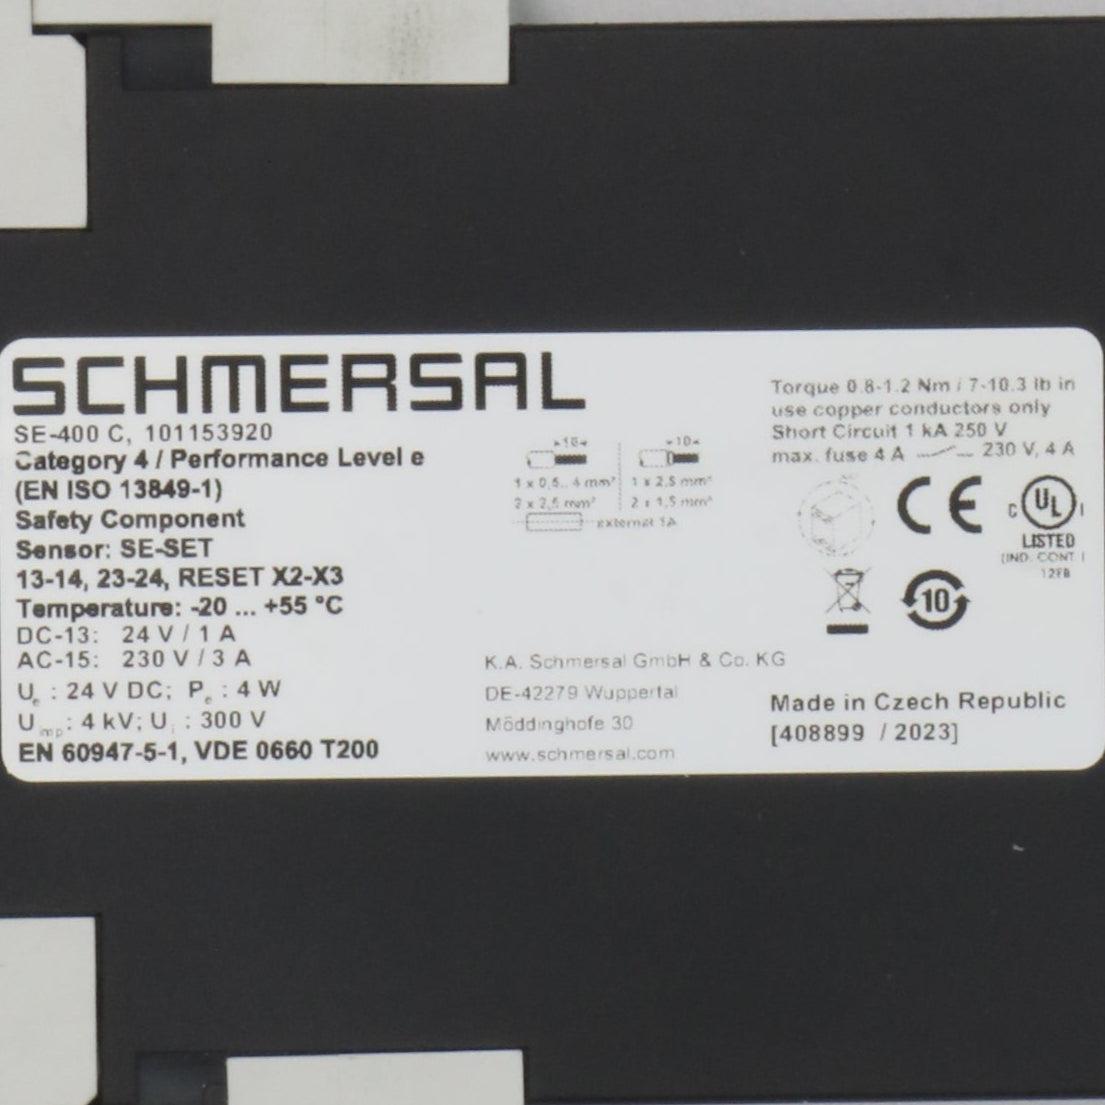 SCHMERSAL
SE-400 C, 101153920
Category 4 / Performance Level e
(EN ISO 13849-1)
Safety Component
Sensor: SE-SET
13-14, 23-24, RESET X2-X3
Temperature: -20 ... +55 °C
DC-13: 24 V / 1 A
AC-15: 230 V / 3 A
Ue : 24 V DC; Pe : 4 W
Uimp: 4 kV; Ui : 300 V
EN 60947-5-1, VDE 0660 T200
1 x 0,5.. 4 mm² 1 x 2,5 mm²
2 x 2,5 mm² 2 x 1,5 mm²
external 1A
K.A. Schmersal GmbH & Co. KG
DE-42279 Wuppertal
Möddinghofe 30
www.schmersal.com
Torque 0.8-1.2 Nm / 7-10.3 lb in
use copper conductors only
Short Circuit 1 kA 250 V
max. fuse 4 A 230 V, 4 A
CE
C UL
LISTED
(IND. CONT.
12FB
10
Made in Czech Republic
[408899 / 2023]